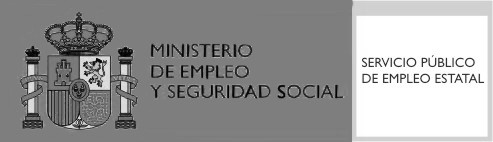 MINISTERIO
DE EMPLEO
Y SEGURIDAD SOCIAL
SERVICIO PÚBLICO
DE EMPLEO ESTATAL